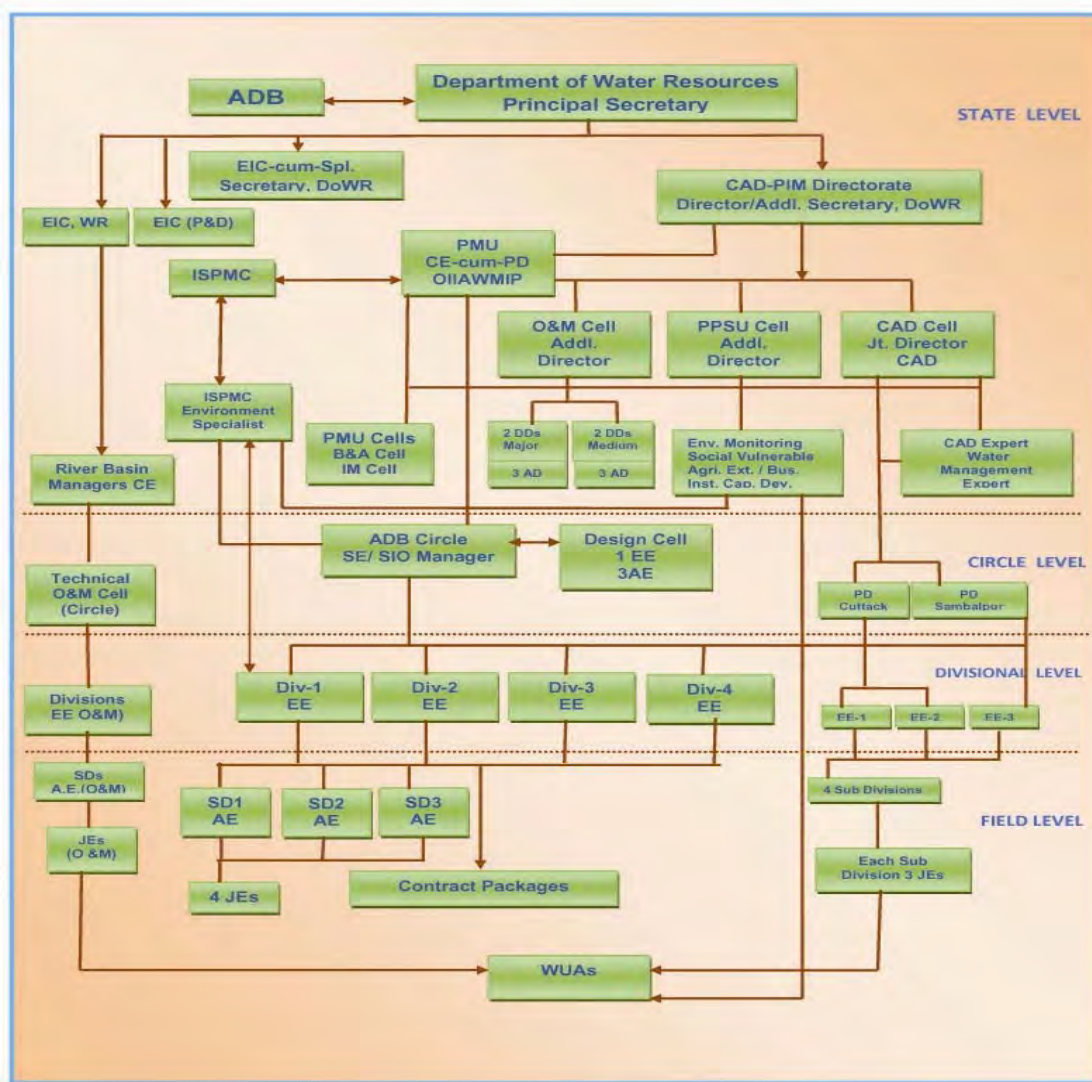 ADB
Department of Water Resources
Principal Secretary
STATE LEVEL
EIC-cum-Spl.
Secretary, DoWR
CAD-PIM Directorate
Director/Addl. Secretary, DoWR
EIC, WR
EIC (P&D)
PMU
CE-cum-PD
OIIAWMIP
ISPMC
O&M Cell
Addl.
Director
PPSU Cell
Addl.
Director
CAD Cell
Jt. Director
CAD
ISPMC
Environment
Specialist
PMU Cells
B&A Cell
IM Cell
2 DDs
Major
3 AD
2 DDs
Medium
3 AD
Env. Monitoring
Social Vulnerable
Agri. Ext. / Bus.
Inst. Cap. Dev.
CAD Expert
Water
Management
Expert
River Basin
Managers CE
ADB Circle
SE/ SIO Manager
Design Cell
1 EE
3AE
CIRCLE LEVEL
Technical
O&M Cell
(Circle)
PD
Cuttack
PD
Sambalpur
DIVISIONAL LEVEL
Divisions
EE O&M)
Div-1
EE
Div-2
EE
Div-3
EE
Div-4
EE
EE-1
EE-2
EE-3
SDs
A.E.(O&M)
SD1
AE
SD2
AE
SD3
AE
4 Sub Divisions
FIELD LEVEL
JEs
(O &M)
4 JEs
Contract Packages
Each Sub
Division 3 JEs
WUAs